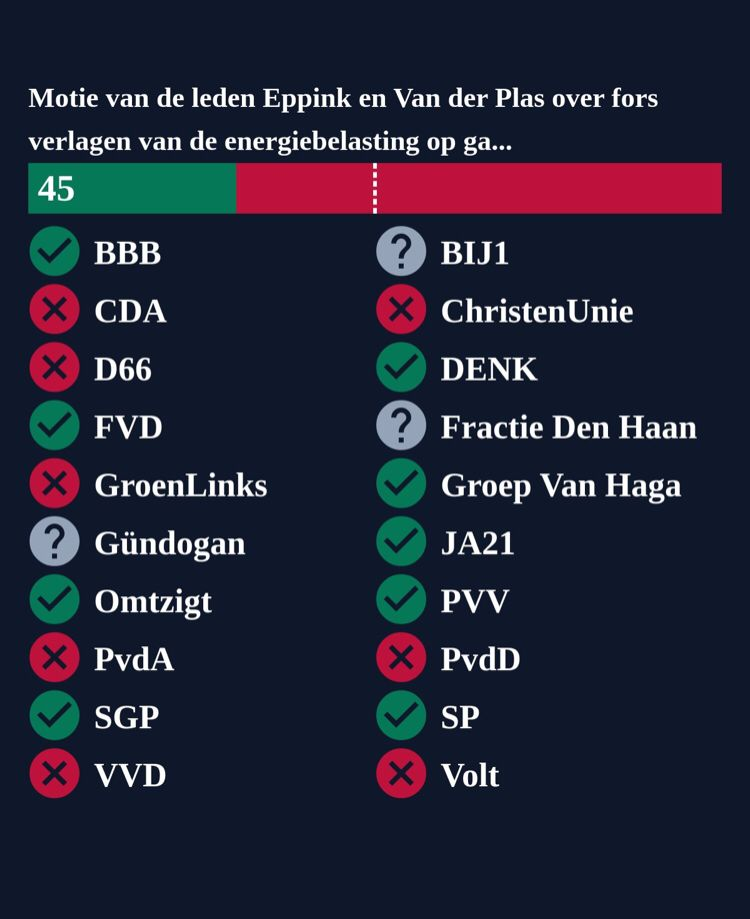 Motie van de leden Eppink en Van der Plas over fors
verlagen van de energiebelasting op ga...
45
BBB
BIJ1
CDA
ChristenUnie
D66
DENK
FVD
Fractie Den Haan
GroenLinks
Groep Van Haga
Gündogan
JA21
Omtzigt
PVV
PvdA
PvdD
SGP
SP
VVD
Volt